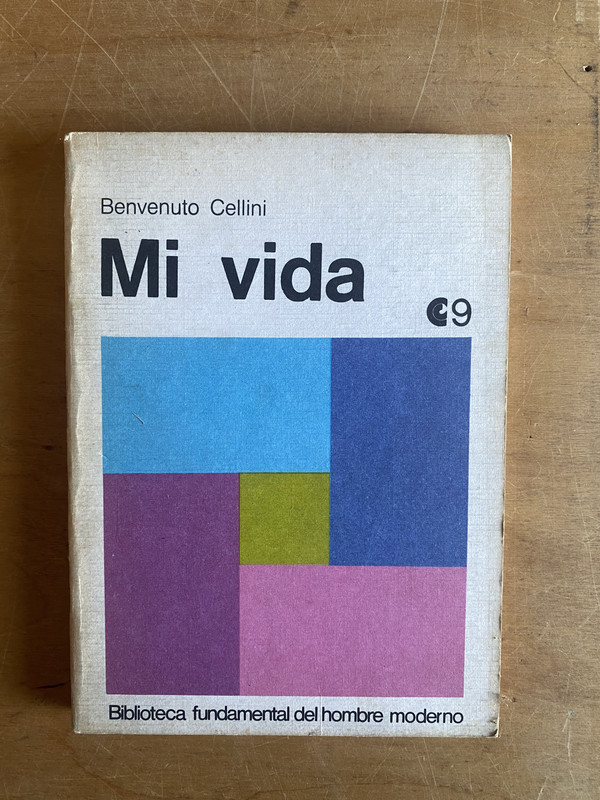 Benvenuto Cellini
Mi vida
9
Biblioteca fundamental del hombre moderno